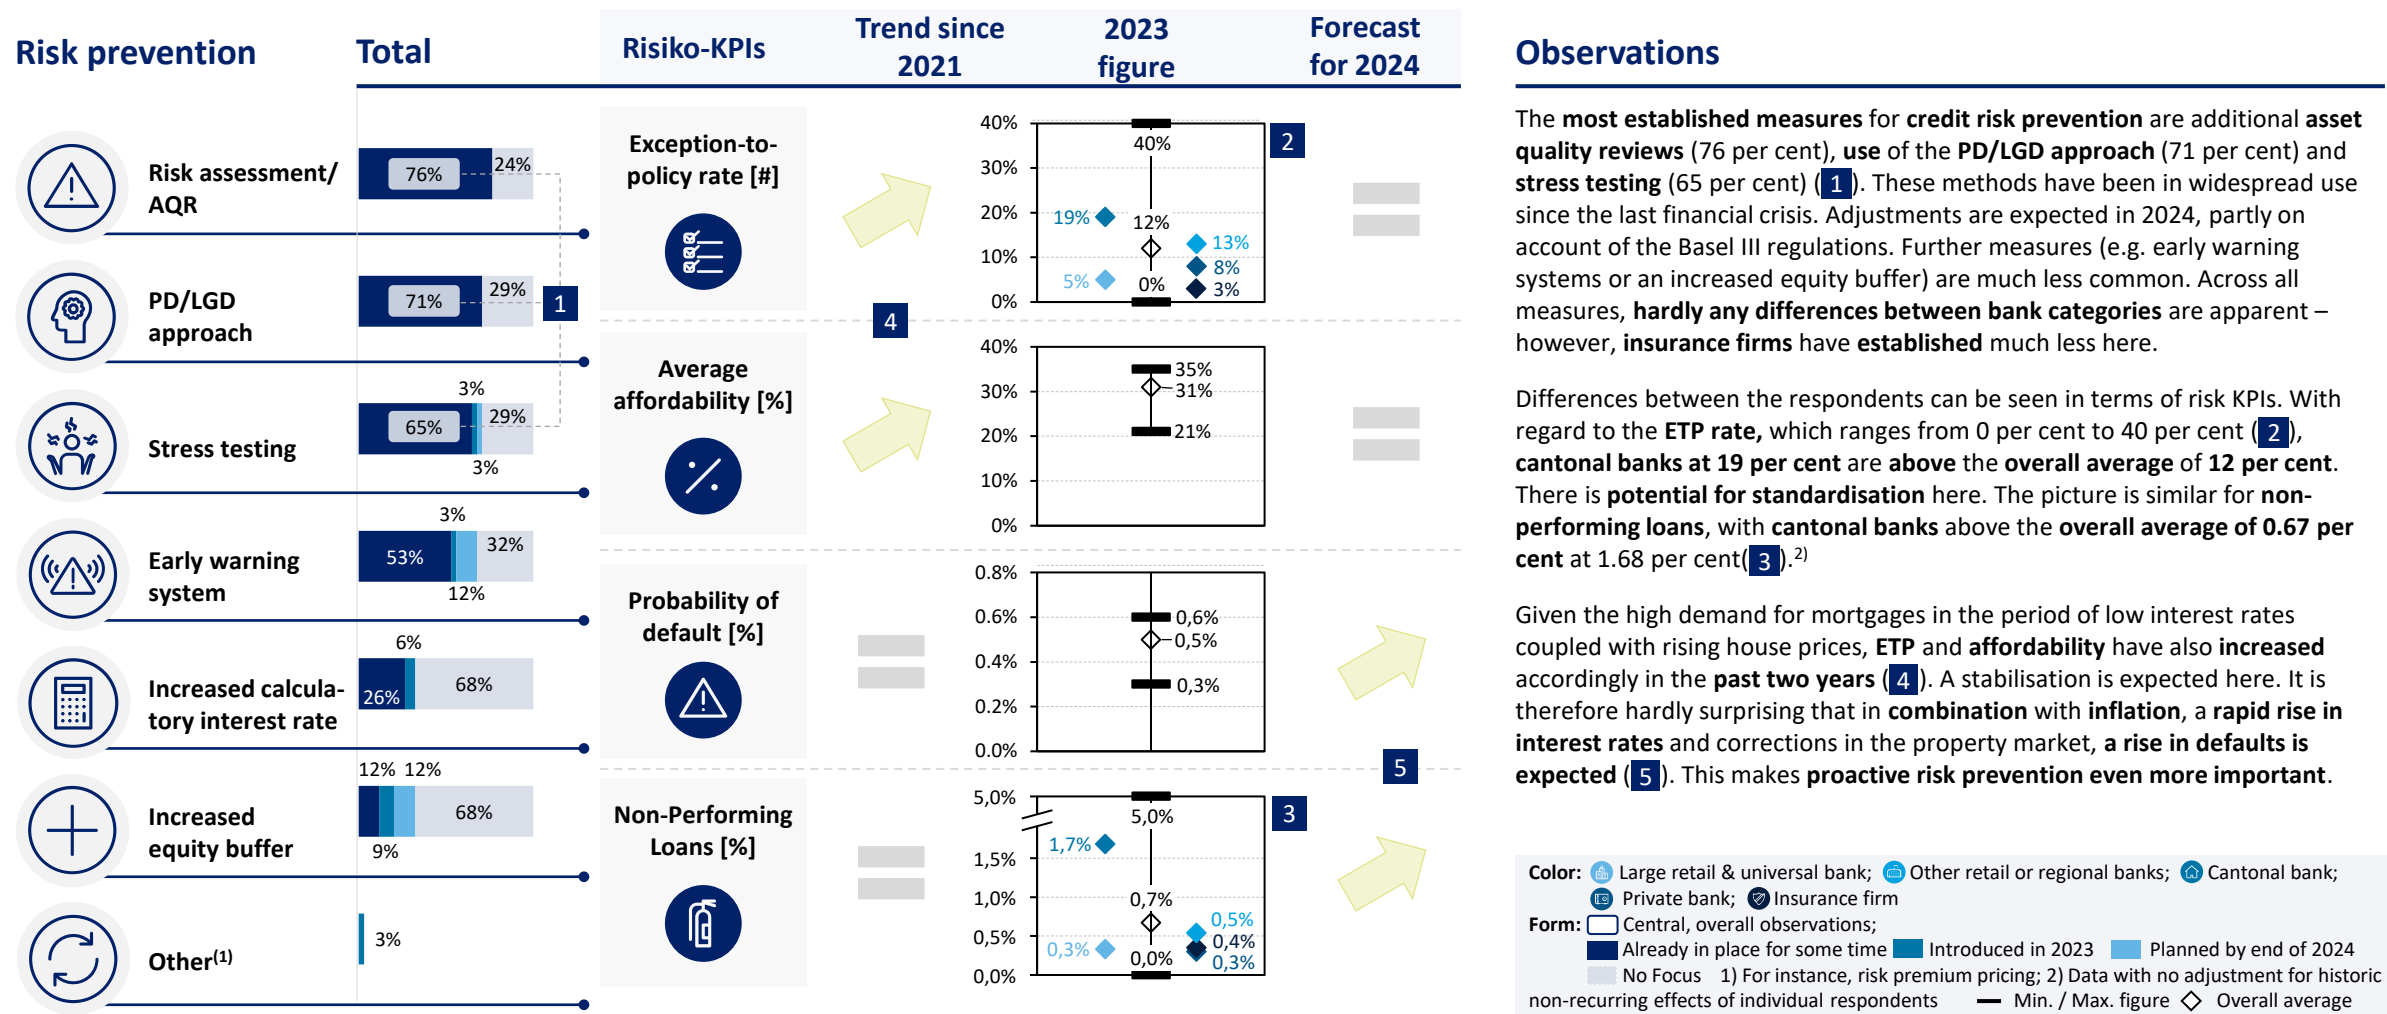 Risk prevention
Total
Risk assessment/
AQR
76%
24%
PD/LGD
approach
71%
29%
1
Stress testing
3%
65%
29%
3%
Early warning
system
3%
53%
32%
12%
Increased calcula-
tory interest rate
6%
26%
68%
Increased
equity buffer
12% 12%
68%
9%
Other(1)
3%
Risiko-KPIs
Trend since
2021
2023
figure
Forecast
for 2024
Exception-to-
policy rate [#]
40%
30%
20%
10%
0%
40%
19%
12%
13%
8%
5%
0%
3%
2
4
Average
affordability [%]
40%
30%
20%
10%
0%
35%
31%
21%
Probability of
default [%]
0.8%
0.6%
0.4%
0.2%
0.0%
0,6%
0,5%
0,3%
5
Non-Performing
Loans [%]
5,0%
1,5%
1,0%
0,5%
0,0%
5,0%
1,7%
0,7%
0,5%
0,4%
0,3%
0,0%
0,3%
3
Observations
The most established measures for credit risk prevention are additional asset
quality reviews (76 per cent), use of the PD/LGD approach (71 per cent) and
stress testing (65 per cent) ( 1 ). These methods have been in widespread use
since the last financial crisis. Adjustments are expected in 2024, partly on
account of the Basel III regulations. Further measures (e.g. early warning
systems or an increased equity buffer) are much less common. Across all
measures, hardly any differences between bank categories are apparent –
however, insurance firms have established much less here.
Differences between the respondents can be seen in terms of risk KPIs. With
regard to the ETP rate, which ranges from 0 per cent to 40 per cent ( 2 ),
cantonal banks at 19 per cent are above the overall average of 12 per cent.
There is potential for standardisation here. The picture is similar for non-
performing loans, with cantonal banks above the overall average of 0.67 per
cent at 1.68 per cent( 3 ).2)
Given the high demand for mortgages in the period of low interest rates
coupled with rising house prices, ETP and affordability have also increased
accordingly in the past two years ( 4 ). A stabilisation is expected here. It is
therefore hardly surprising that in combination with inflation, a rapid rise in
interest rates and corrections in the property market, a rise in defaults is
expected ( 5 ). This makes proactive risk prevention even more important.
Color: Large retail & universal bank; Other retail or regional banks; Cantonal bank;
Private bank; Insurance firm
Form: Central, overall observations;
Already in place for some time Introduced in 2023 Planned by end of 2024
No Focus 1) For instance, risk premium pricing; 2) Data with no adjustment for historic
non-recurring effects of individual respondents Min. / Max. figure Overall average